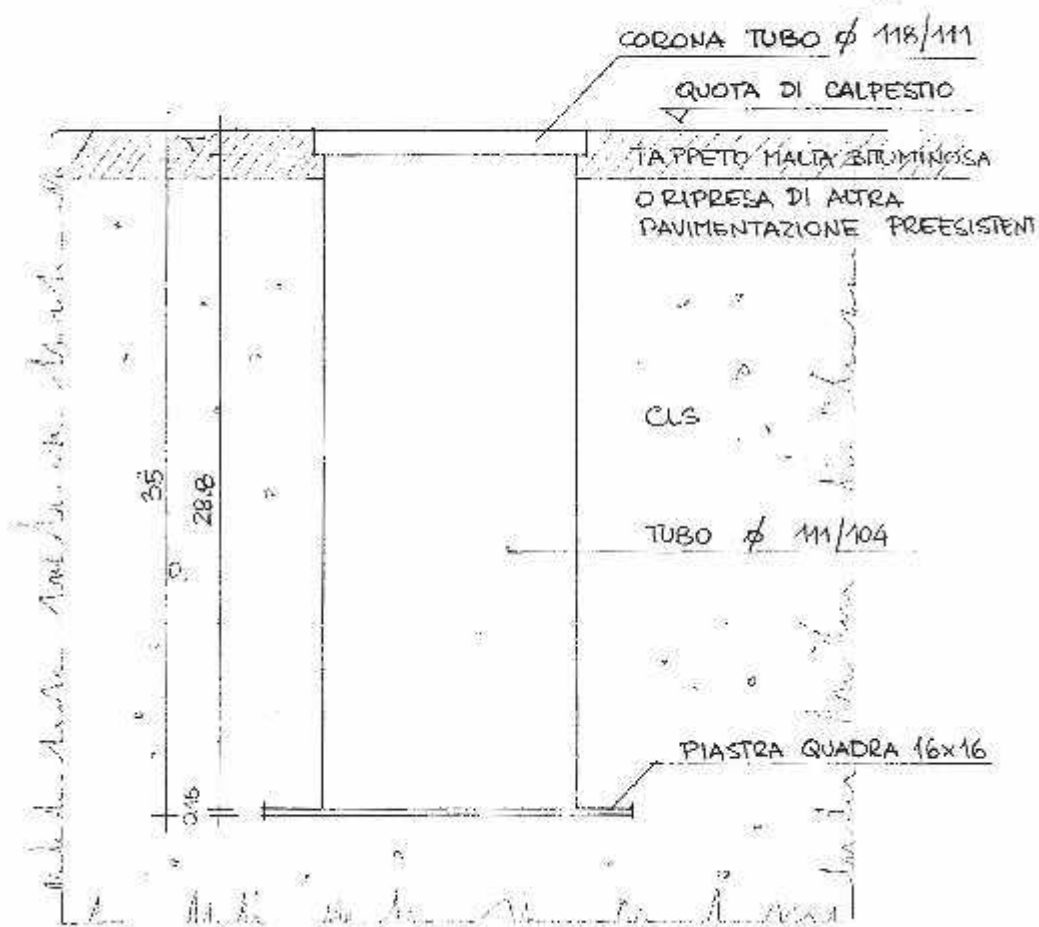 CORONA TUBO ϕ 118/111
QUOTA DI CALPESTIO
TAPPETO MALTA BITUMINOSA
O RIPRESA DI ALTRA
PAVIMENTAZIONE PREESISTENT
CLS
35
28.8
TUBO ϕ 111/104
PIASTRA QUADRA 16x16
0.15